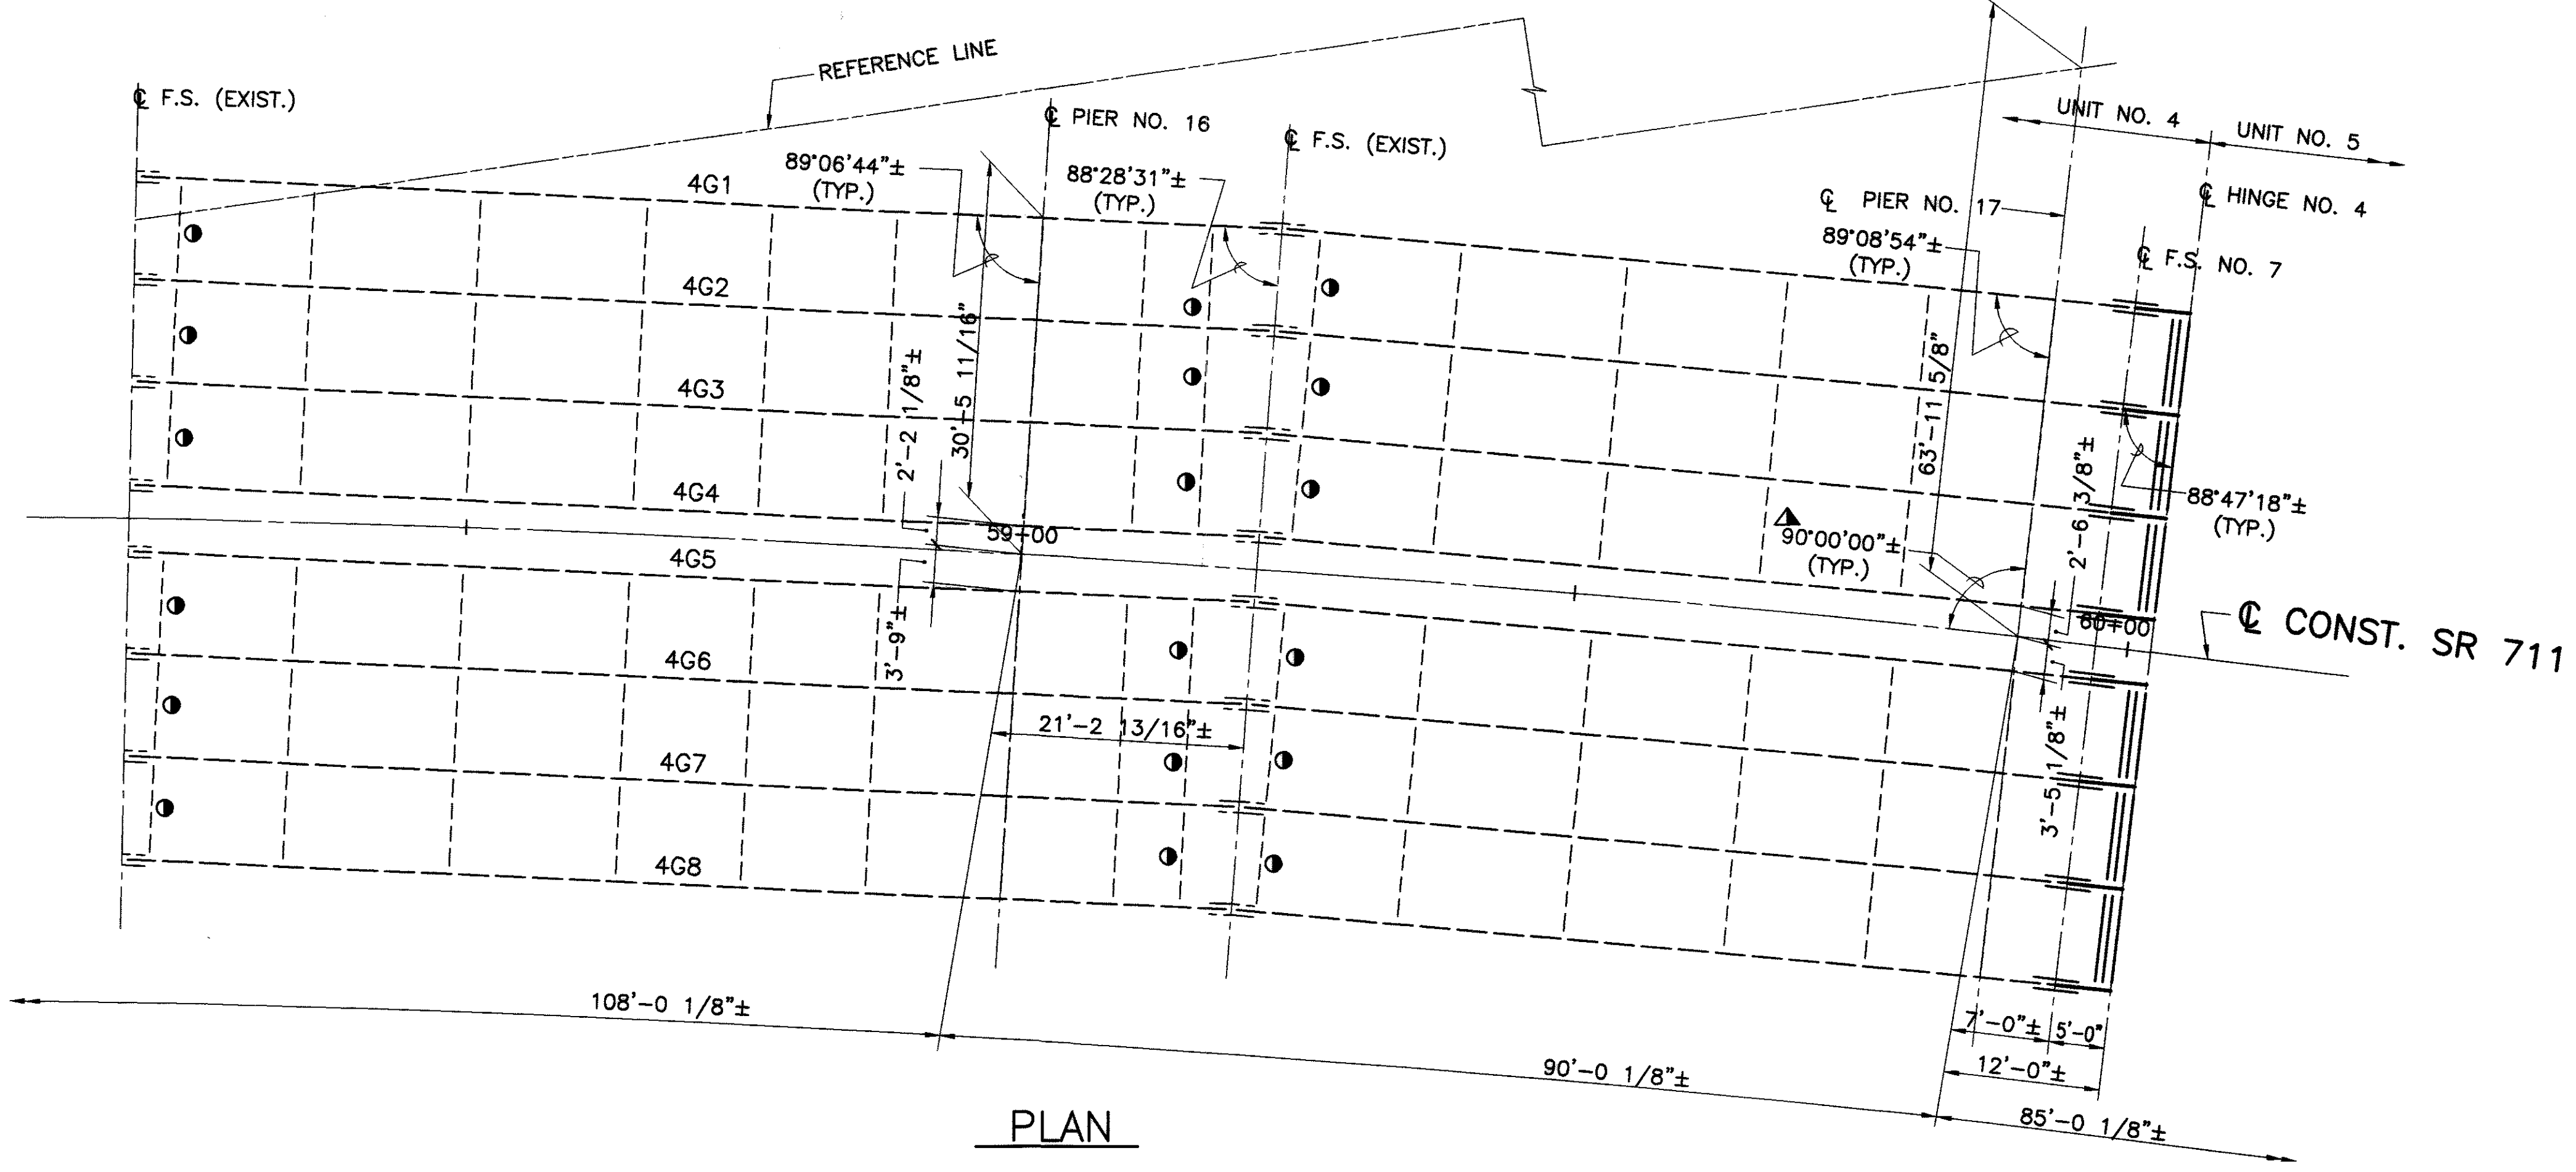 REFERENCE LINE
℄ F.S. (EXIST.)
℄ PIER NO. 16
℄ F.S. (EXIST.)
UNIT NO. 4
UNIT NO. 5
89°06'44"±
(TYP.)
88°28'31"±
(TYP.)
℄ PIER NO. 17
℄ HINGE NO. 4
89°08'54"±
(TYP.)
℄ F.S. NO. 7
4G1
4G2
4G3
4G4
4G5
4G6
4G7
4G8
2'-2 1/8"±
30'-5 11/16"
3'-9"±
59+00
63'-11 5/8"
90°00'00"±
(TYP.)
2'-6 3/8"±
88°47'18"±
(TYP.)
60+00
℄ CONST. SR 711
21'-2 13/16"±
3'-5 1/8"±
108'-0 1/8"±
90'-0 1/8"±
7'-0"±
5'-0"
12'-0"±
85'-0 1/8"±
PLAN